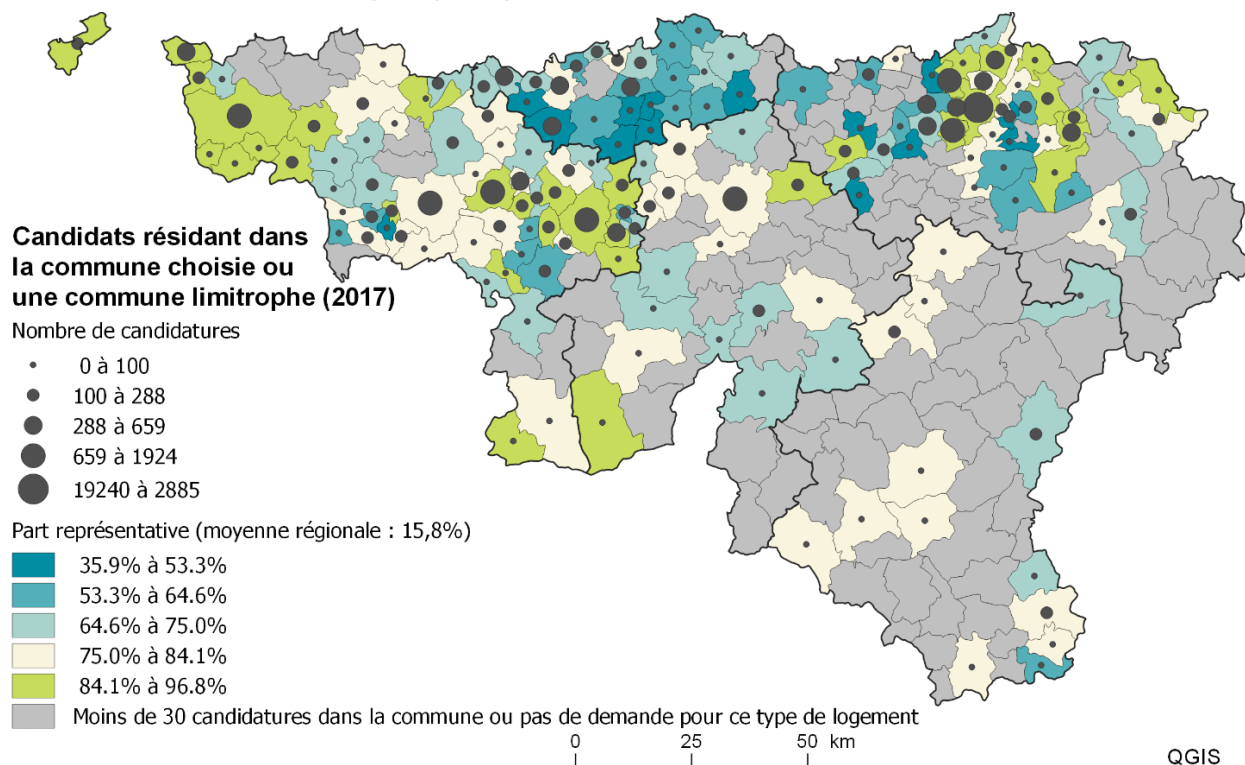 Candidats résidant dans
la commune choisie ou
une commune limitrophe (2017)
Nombre de candidatures
0 à 100
100 à 288
288 à 659
659 à 1924
19240 à 2885
Part représentative (moyenne régionale : 15,8%)
35.9% à 53.3%
53.3% à 64.6%
64.6% à 75.0%
75.0% à 84.1%
84.1% à 96.8%
Moins de 30 candidatures dans la commune ou pas de demande pour ce type de logement
0 25 50 km
QGIS